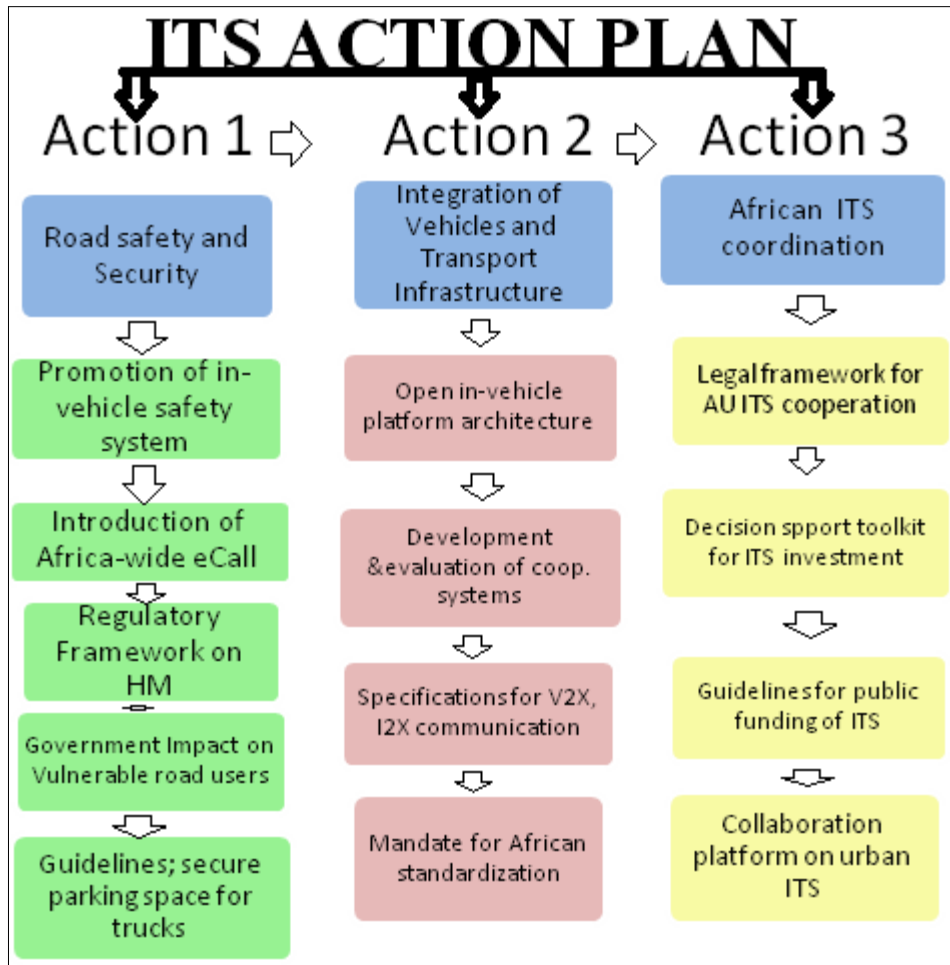 ITS ACTION PLAN
Action 1
Action 2
Action 3
Road safety and
Security
Promotion of in-
vehicle safety
system
Introduction of
Africa-wide eCall
Regulatory
Framework on
HM
Government Impact on
Vulnerable road users
Guidelines; secure
parking space for
trucks
Integration of
Vehicles and
Transport
Infrastructure
Open in-vehicle
platform architecture
Development
&evaluation of coop.
systems
Specifications for V2X,
I2X communication
Mandate for African
standardization
African ITS
coordination
Legal framework for
AU ITS cooperation
Decision spport toolkit
for ITS investment
Guidelines for public
funding of ITS
Collaboration
platform on urban
ITS